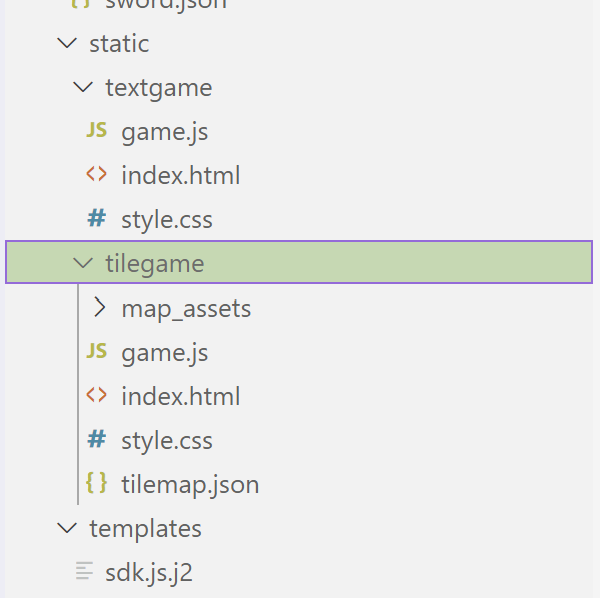 {} sword.json
static
textgame
JS game.js
<> index.html
# style.css
tilegame
map_assets
JS game.js
<> index.html
# style.css
{} tilemap.json
templates
sdk.js.j2